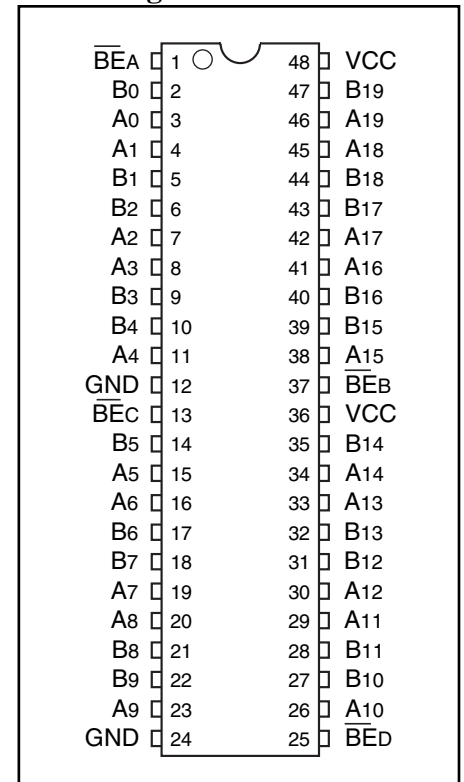 B̅E̅A 1 48 VCC
B0 2 47 B19
A0 3 46 A19
A1 4 45 A18
B1 5 44 B18
B2 6 43 B17
A2 7 42 A17
A3 8 41 A16
B3 9 40 B16
B4 10 39 B15
A4 11 38 A15
GND 12 37 B̅E̅B
B̅E̅C 13 36 VCC
B5 14 35 B14
A5 15 34 A14
A6 16 33 A13
B6 17 32 B13
B7 18 31 B12
A7 19 30 A12
A8 20 29 A11
B8 21 28 B11
B9 22 27 B10
A9 23 26 A10
GND 24 25 B̅E̅D